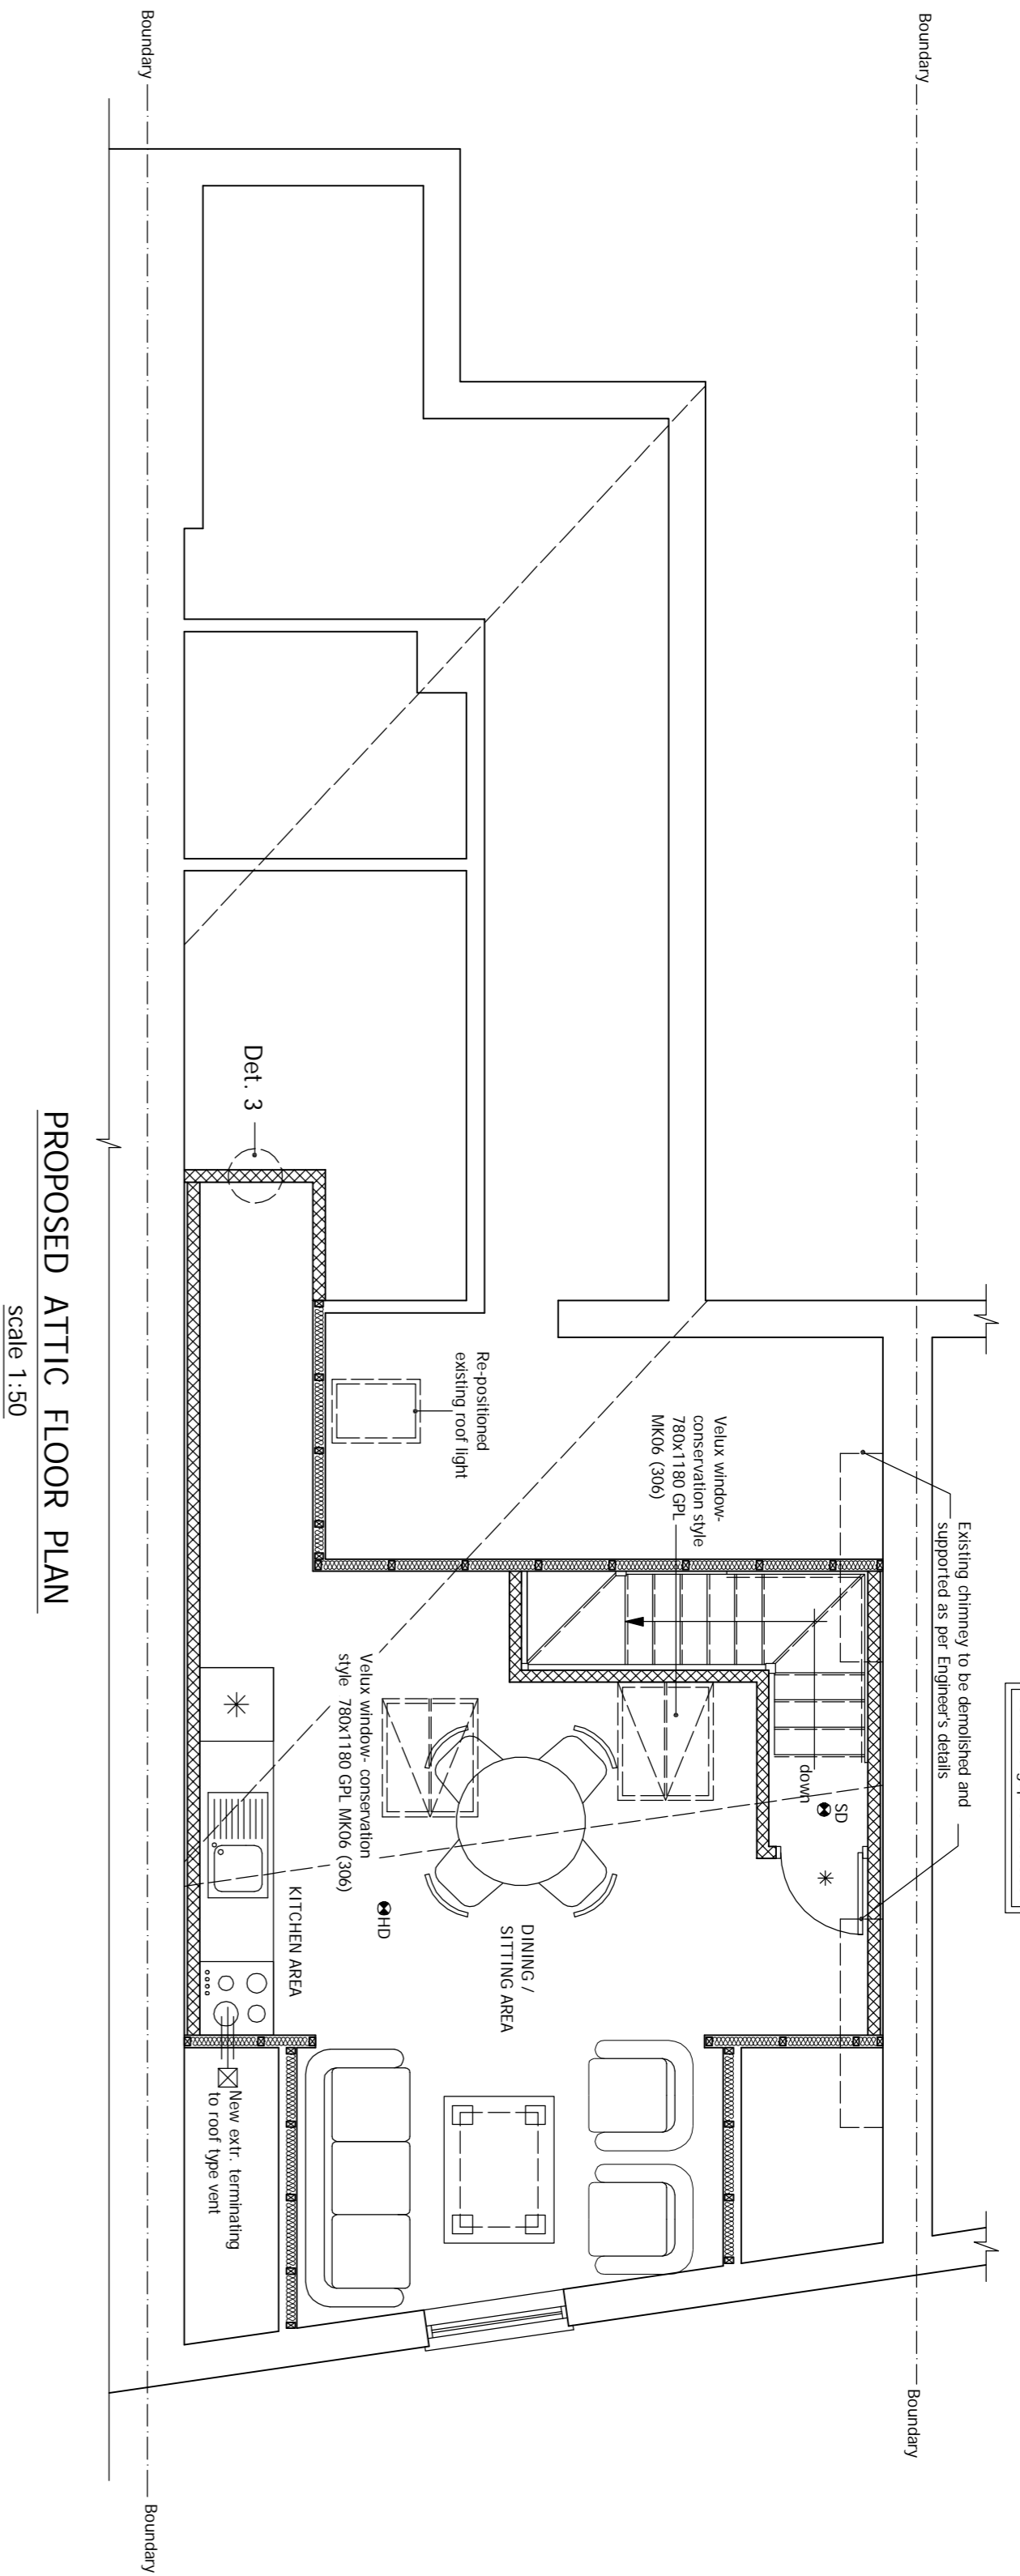 Boundary
Boundary
Existing chimney to be demolished and
supported as per Engineer's details
Velux window-
conservation style
780x1180 GPL
MK06 (306)
Re-positioned
existing roof light
down
SD
Velux window- conservation
style 780x1180 GPL MK06 (306)
HD
DINING /
SITTING AREA
KITCHEN AREA
Det. 3
New extr. terminating
to roof type vent
Boundary
Boundary
PROPOSED ATTIC FLOOR PLAN
scale 1:50